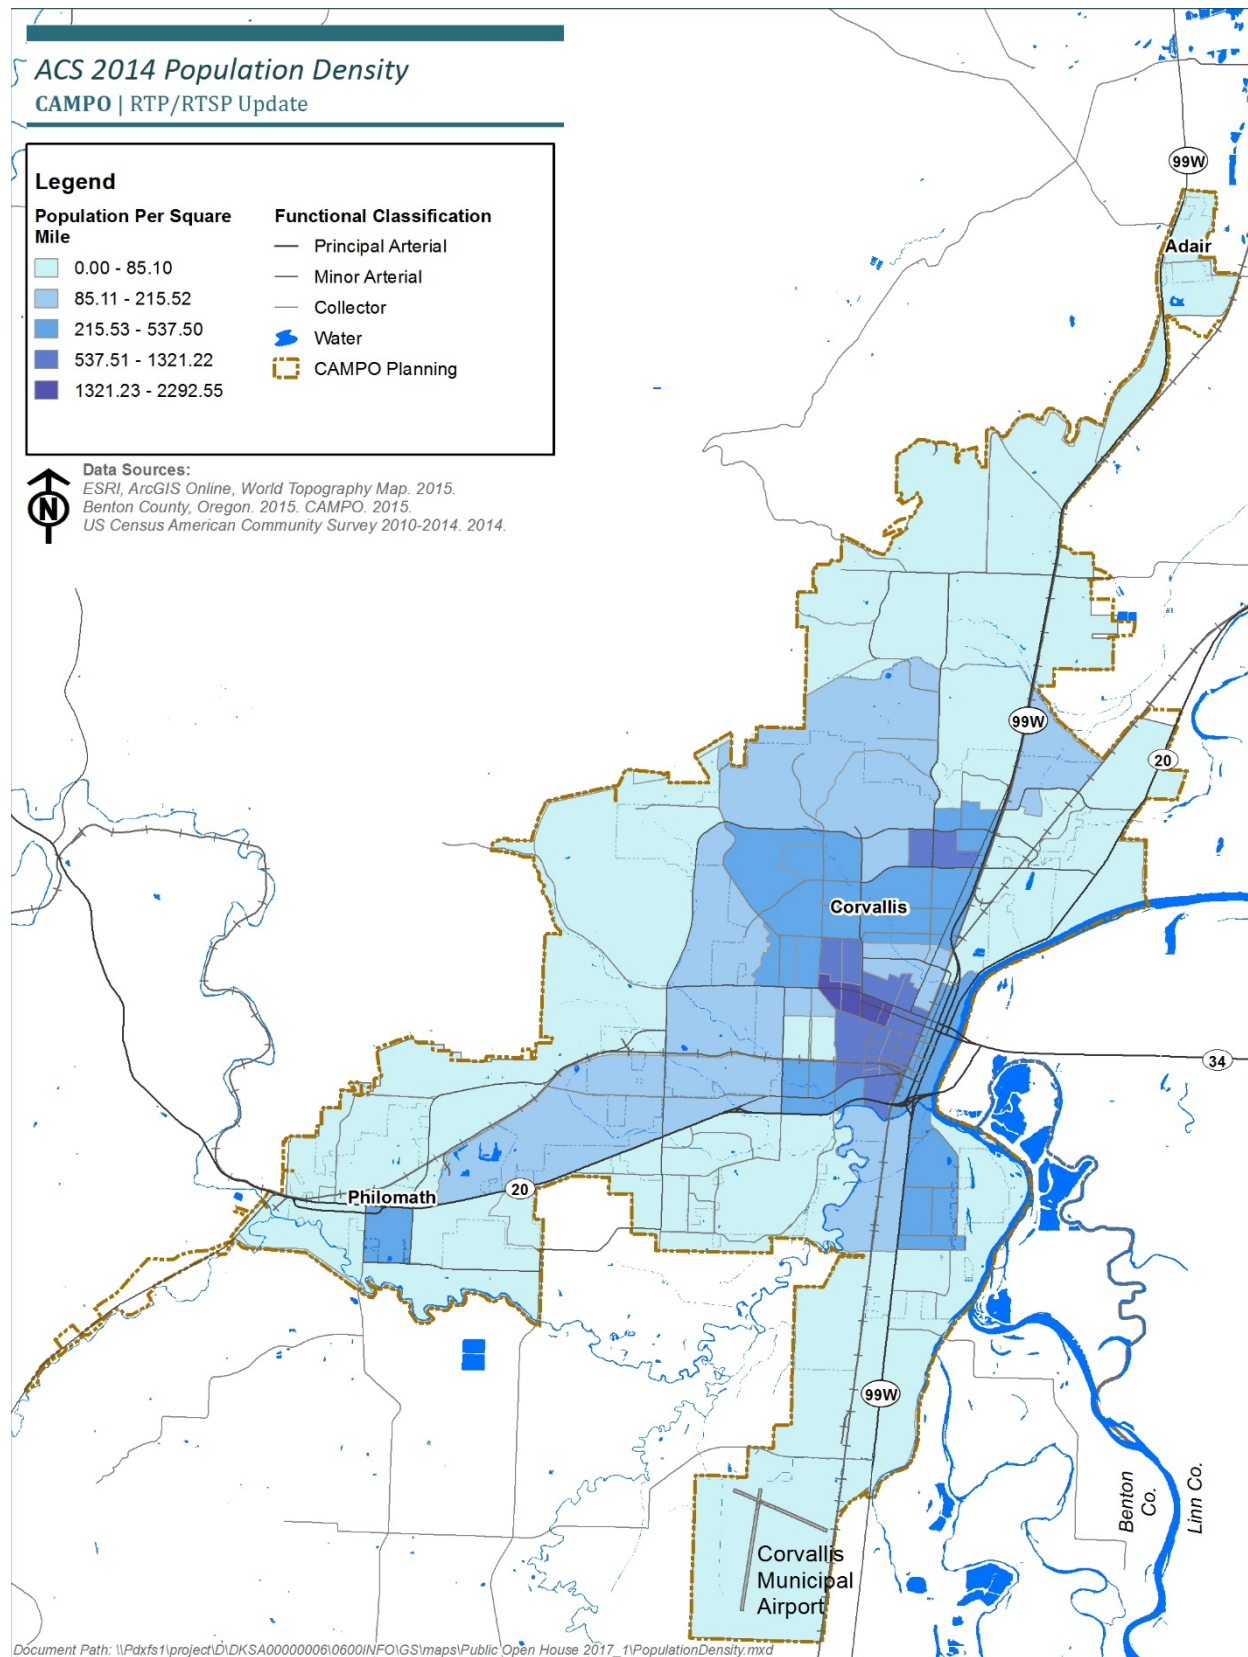 ACS 2014 Population Density
CAMPO | RTP/RTSP Update
Legend
Population Per Square
Mile
0.00 - 85.10
85.11 - 215.52
215.53 - 537.50
537.51 - 1321.22
1321.23 - 2292.55
Functional Classification
Principal Arterial
Minor Arterial
Collector
Water
CAMPO Planning
N
Data Sources:
ESRI, ArcGIS Online, World Topography Map. 2015.
Benton County, Oregon. 2015. CAMPO. 2015.
US Census American Community Survey 2010-2014. 2014.
99W
Adair
99W
20
Corvallis
34
Philomath
20
99W
Benton
Co.
Linn Co.
Corvallis
Municipal
Airport
Document Path: \\Pdxfs1\project\D\DKSA00000006\0600INFO\GS\maps\Public Open House 2017_1\PopulationDensity.mxd